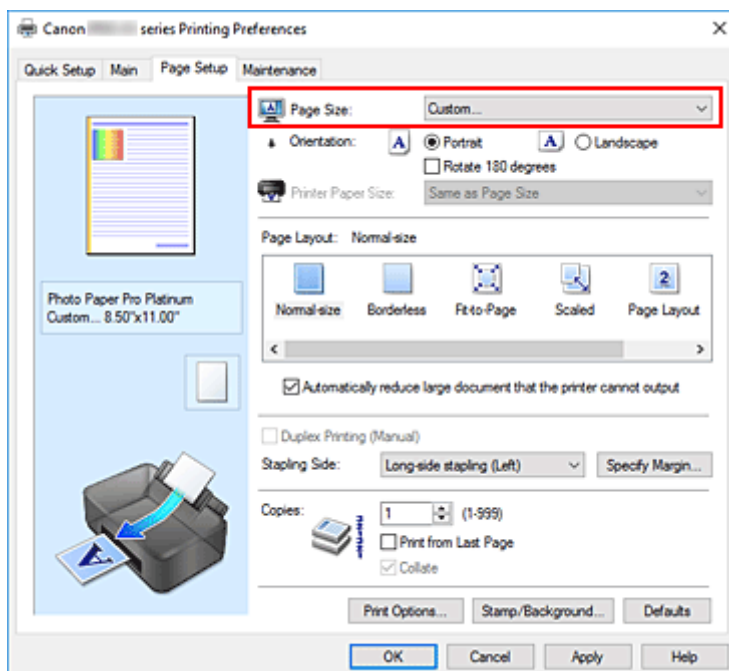 Canon series Printing Preferences
Quick Setup Main Page Setup Maintenance
Page Size: Custom...
Orientation: A Portrait A Landscape
Rotate 180 degrees
Printer Paper Size: Same as Page Size
Page Layout: Normal-size
2
Normal-size Borderless Fit-to-Page Scaled Page Layout
Photo Paper Pro Platinum
Custom... 8.50"x11.00"
Automatically reduce large document that the printer cannot output
Duplex Printing (Manual)
Stapling Side: Long-side stapling (Left) Specify Margin...
Copies: 1 (1-999)
Print from Last Page
Collate
A
Print Options... Stamp/Background... Defaults
OK Cancel Apply Help